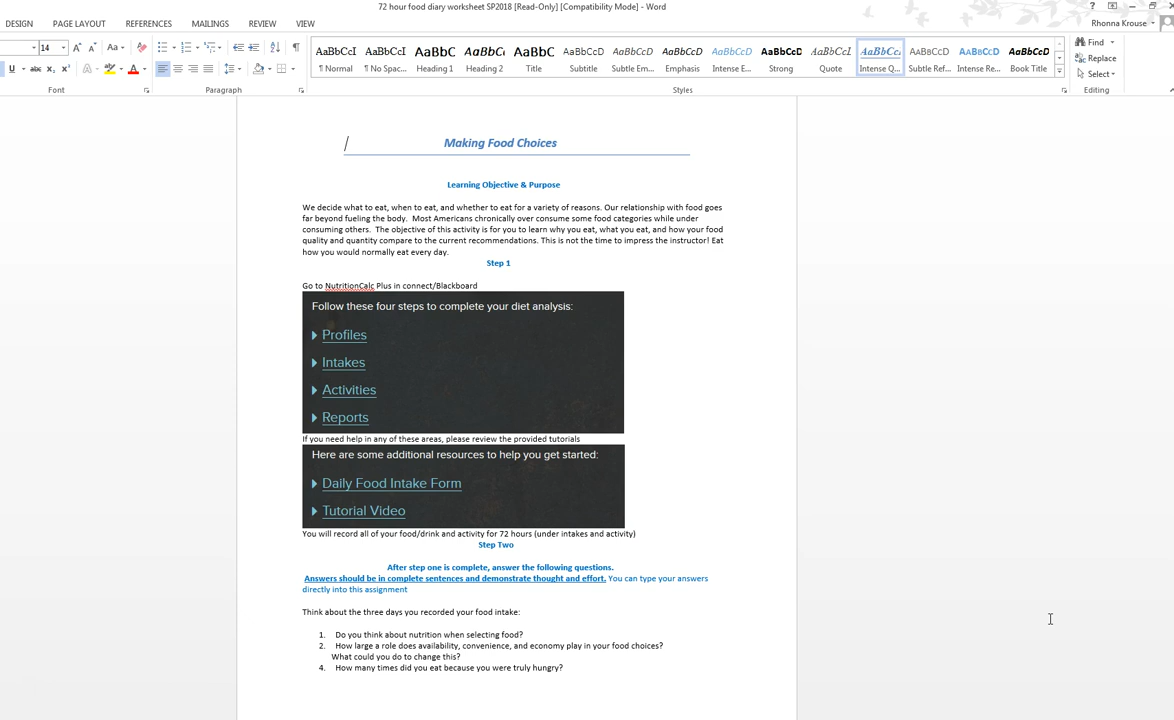 72 hour food diary worksheet SP2018 [Read-Only] [Compatibility Mode] - Word
?
DESIGN PAGE LAYOUT REFERENCES MAILINGS REVIEW VIEW
Rhonna Krouse
14 A A Aa
AaBbCcI AaBbCcI AaBbC AaBbCc AaBbC AaBbCcD AaBbCcD AaBbCcD AaBbCcD AaBbCcD AaBbCcL AaBbCc AaBbCcD AaBbCcD AaBbCcD
Find
Replace
Select
U abc X₂ X² A ab A
¶ Normal ¶ No Spac... Heading 1 Heading 2 Title Subtitle Subtle Em... Emphasis Intense E... Strong Quote Intense Q... Subtle Ref... Intense Re... Book Title
Font Paragraph Styles Editing
Making Food Choices
Learning Objective & Purpose
We decide what to eat, when to eat, and whether to eat for a variety of reasons. Our relationship with food goes
far beyond fueling the body. Most Americans chronically over consume some food categories while under
consuming others. The objective of this activity is for you to learn why you eat, what you eat, and how your food
quality and quantity compare to the current recommendations. This is not the time to impress the instructor! Eat
how you would normally eat every day.
Step 1
Go to NutritionCalc Plus in connect/Blackboard
Follow these four steps to complete your diet analysis:
Profiles
Intakes
Activities
Reports
If you need help in any of these areas, please review the provided tutorials
Here are some additional resources to help you get started:
Daily Food Intake Form
Tutorial Video
You will record all of your food/drink and activity for 72 hours (under intakes and activity)
Step Two
After step one is complete, answer the following questions.
Answers should be in complete sentences and demonstrate thought and effort. You can type your answers
directly into this assignment
Think about the three days you recorded your food intake:
1. Do you think about nutrition when selecting food?
2. How large a role does availability, convenience, and economy play in your food choices?
What could you do to change this?
4. How many times did you eat because you were truly hungry?